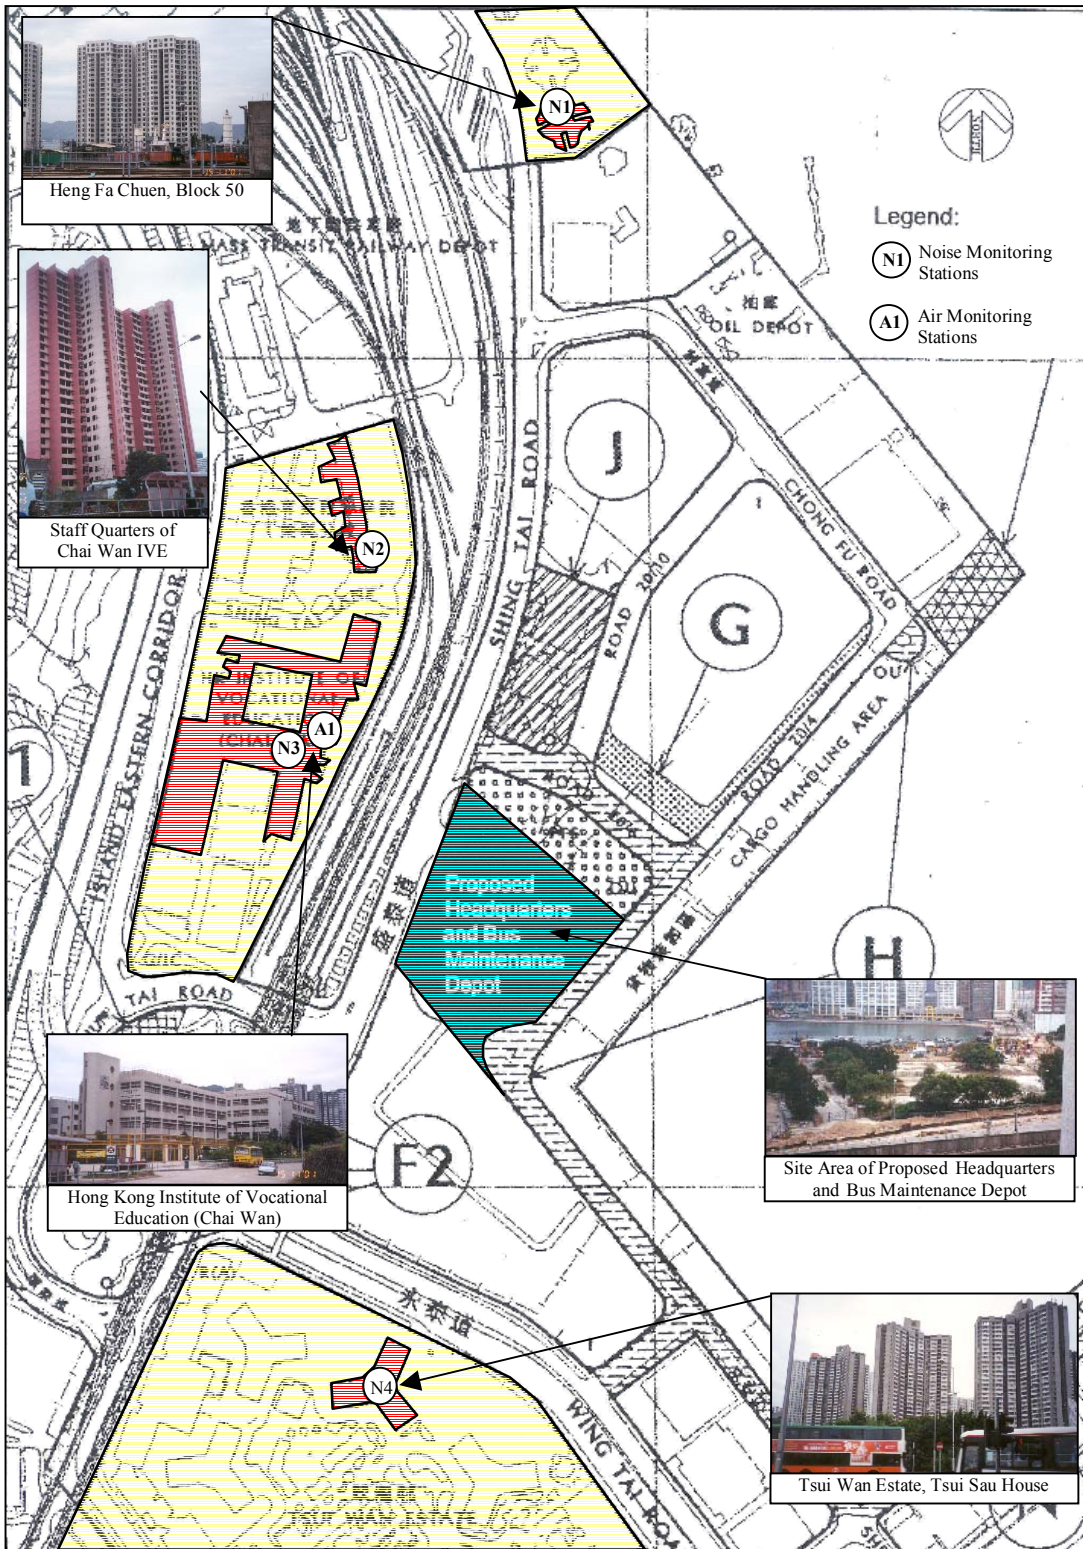 Heng Fa Chuen, Block 50
N1
NORTH
Legend:
N1 Noise Monitoring
Stations
A1 Air Monitoring
Stations
地下鐵路車廠
MASS TRANSIT RAILWAY DEPOT
油庫
OIL DEPOT
Staff Quarters of
Chai Wan IVE
N2
J
SHING TAI ROAD
CHONG FU ROAD
ROAD 20/10
G
ISLAND EASTERN CORRIDOR
INSTITUTE OF
VOCATIONAL
EDUCATION
(CHAI
A1
N3
1
OU
ROAD 20/4
CARGO HANDLING AREA
盛泰道
Proposed
Headquarters
and Bus
Maintenance
Depot
H
TAI ROAD
Hong Kong Institute of Vocational
Education (Chai Wan)
F2
Site Area of Proposed Headquarters
and Bus Maintenance Depot
永泰道
N4
WING TAI ROA
TSUI WAN ESTATE
Tsui Wan Estate, Tsui Sau House